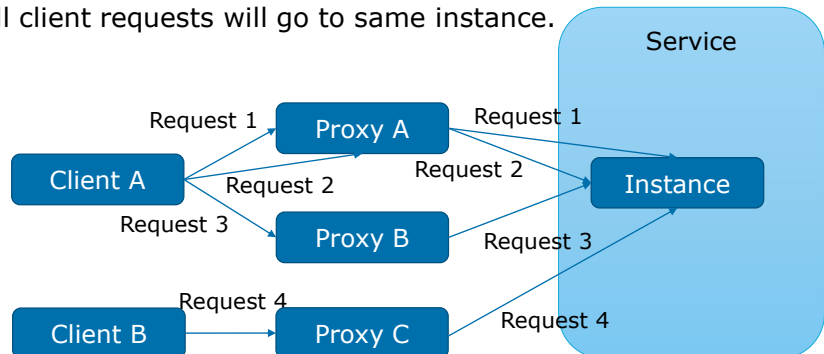 ll client requests will go to same instance.
Service
Request 1
Proxy A
Request 1
Client A
Request 2
Request 2
Instance
Request 3
Proxy B
Request 3
Request 4
Client B
Proxy C
Request 4